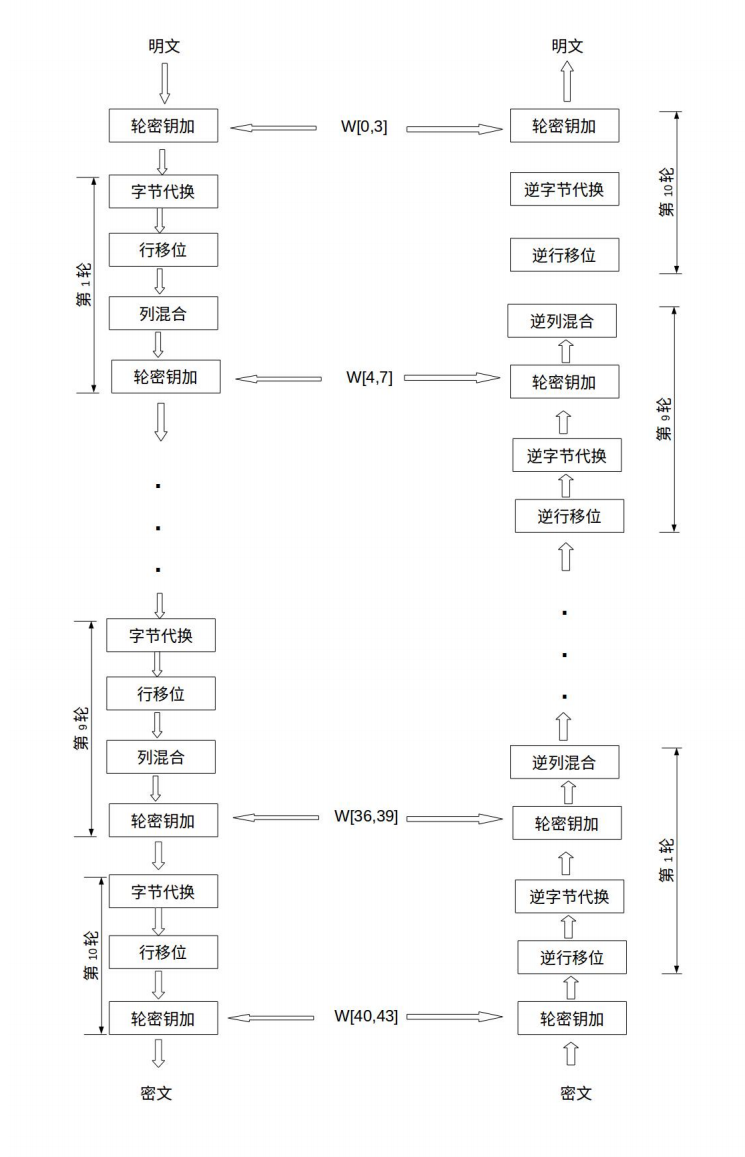 明文
明文
轮密钥加
W[0,3]
轮密钥加
字节代换
逆字节代换
第10轮
行移位
逆行移位
第1轮
列混合
逆列混合
轮密钥加
W[4,7]
轮密钥加
第9轮
逆字节代换
逆行移位
.
.
.
.
.
.
字节代换
行移位
第9轮
列混合
逆列混合
轮密钥加
W[36,39]
轮密钥加
第1轮
字节代换
逆字节代换
第10轮
行移位
逆行移位
轮密钥加
W[40,43]
轮密钥加
密文
密文